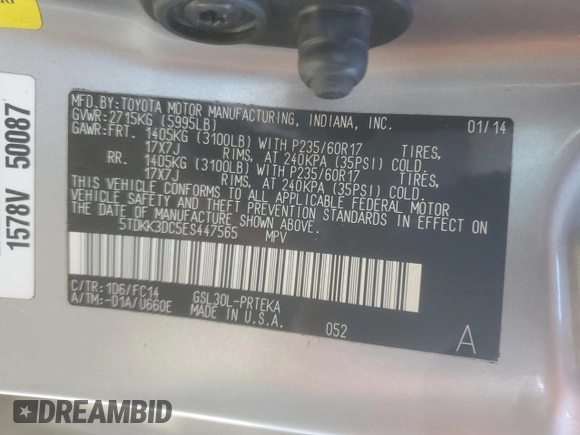 MFD.BY:TOYOTA MOTOR MANUFACTURING, INDIANA, INC. 01/14
GVWR:2715KG (5995LB)
GAWR:FRT. 1405KG (3100LB) WITH P235/60R17 TIRES,
17X7J RIMS, AT 240KPA (35PSI) COLD
RR. 1405KG (3100LB) WITH P235/60R17 TIRES,
17X7J RIMS, AT 240KPA (35PSI) COLD.
THIS VEHICLE CONFORMS TO ALL APPLICABLE FEDERAL MOTOR
VEHICLE SAFETY AND THEFT PREVENTION STANDARDS IN EFFECT ON
THE DATE OF MANUFACTURE SHOWN ABOVE.
5TDKK3DC5ES447565 MPV
C/TR:1D6/FC14 GSL30L-PRTEKA
A/TM:-01A/U660E MADE IN U.S.A.
052
A
1578V 50087
DREAMBID